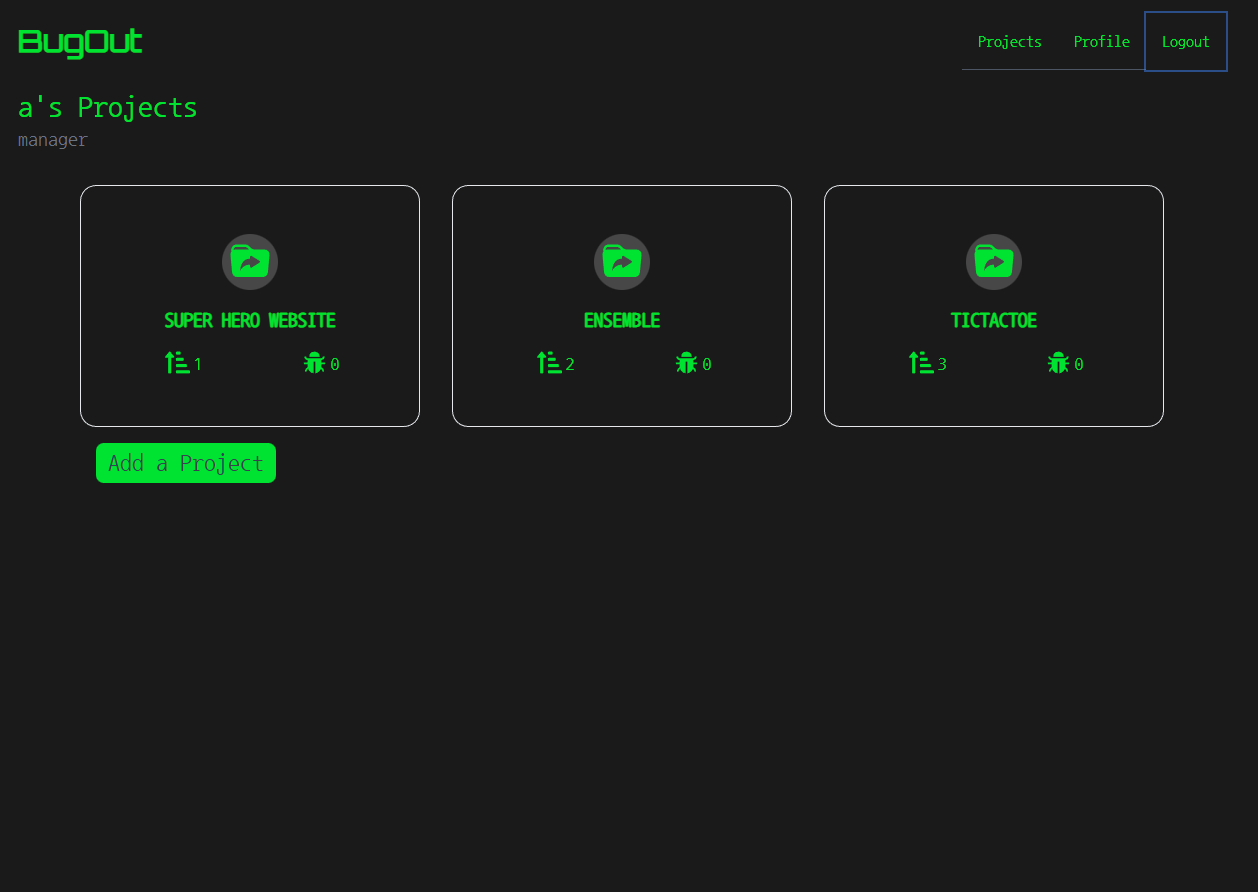 BugOut
Projects Profile Logout
a's Projects
manager
SUPER HERO WEBSITE
1 0
ENSEMBLE
2 0
TICTACTOE
3 0
Add a Project